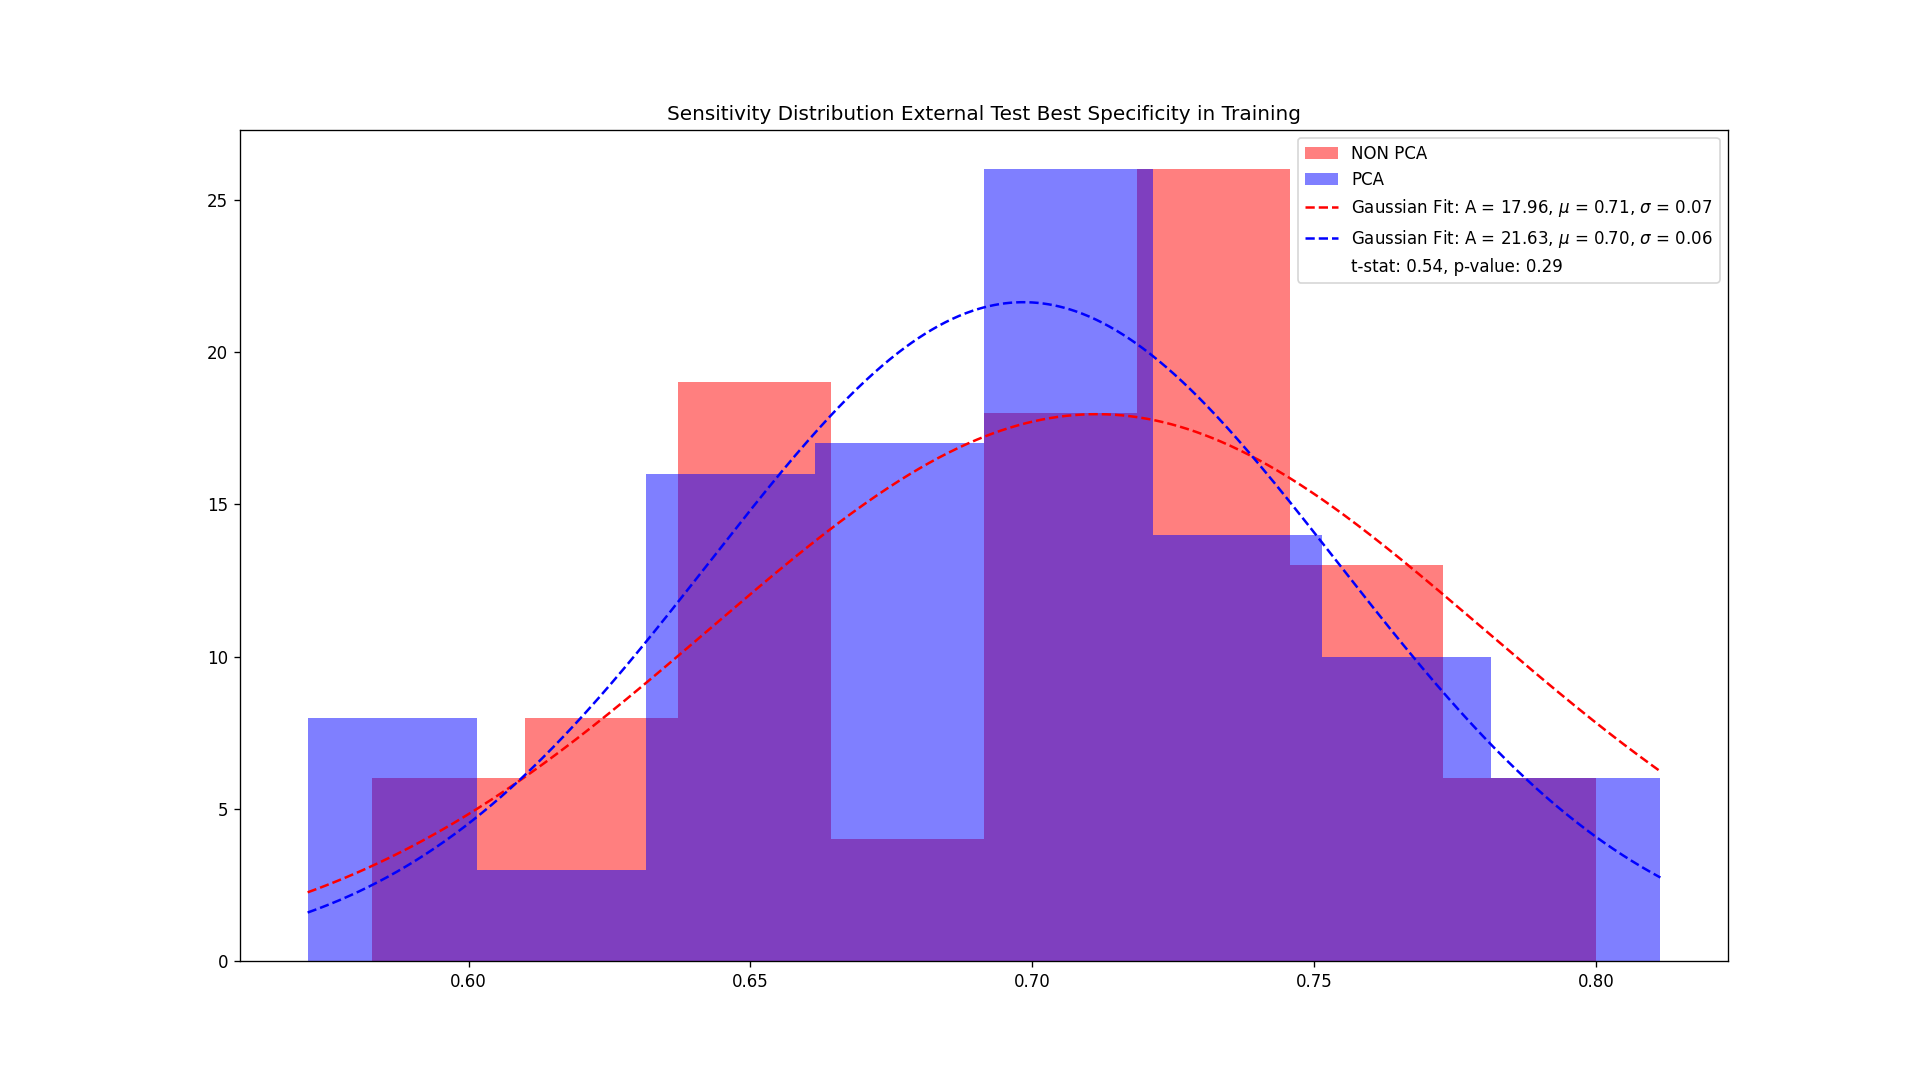 Sensitivity Distribution External Test Best Specificity in Training
NON PCA
PCA
Gaussian Fit: A = 17.96, μ = 0.71, σ = 0.07
Gaussian Fit: A = 21.63, μ = 0.70, σ = 0.06
t-stat: 0.54, p-value: 0.29
25
20
15
10
5
0
0.60 0.65 0.70 0.75 0.80